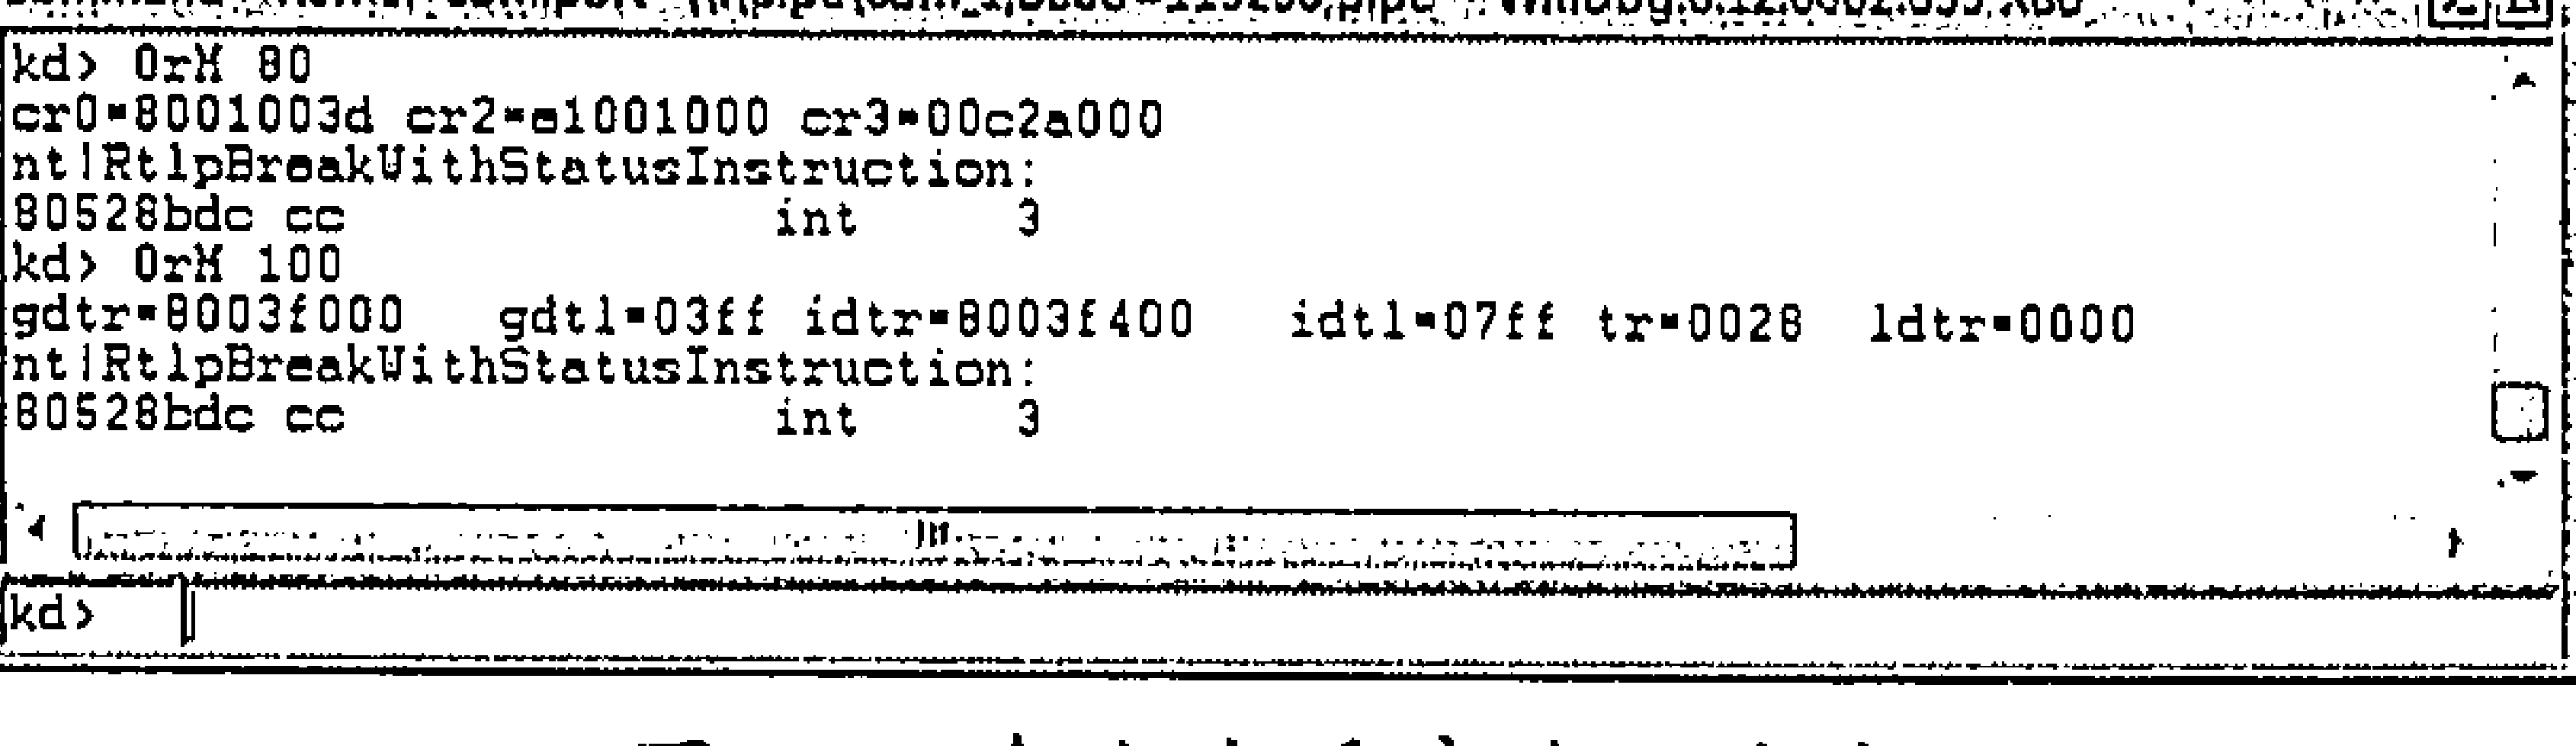 kd> 0rM 80
cr0=8001003d cr2=e1001000 cr3=00c2a000
nt!RtlpBreakWithStatusInstruction:
80528bdc cc int 3
kd> 0rM 100
gdtr=8003f000 gdtl=03ff idtr=8003f400 idtl=07ff tr=0028 ldtr=0000
nt!RtlpBreakWithStatusInstruction:
80528bdc cc int 3
kd>